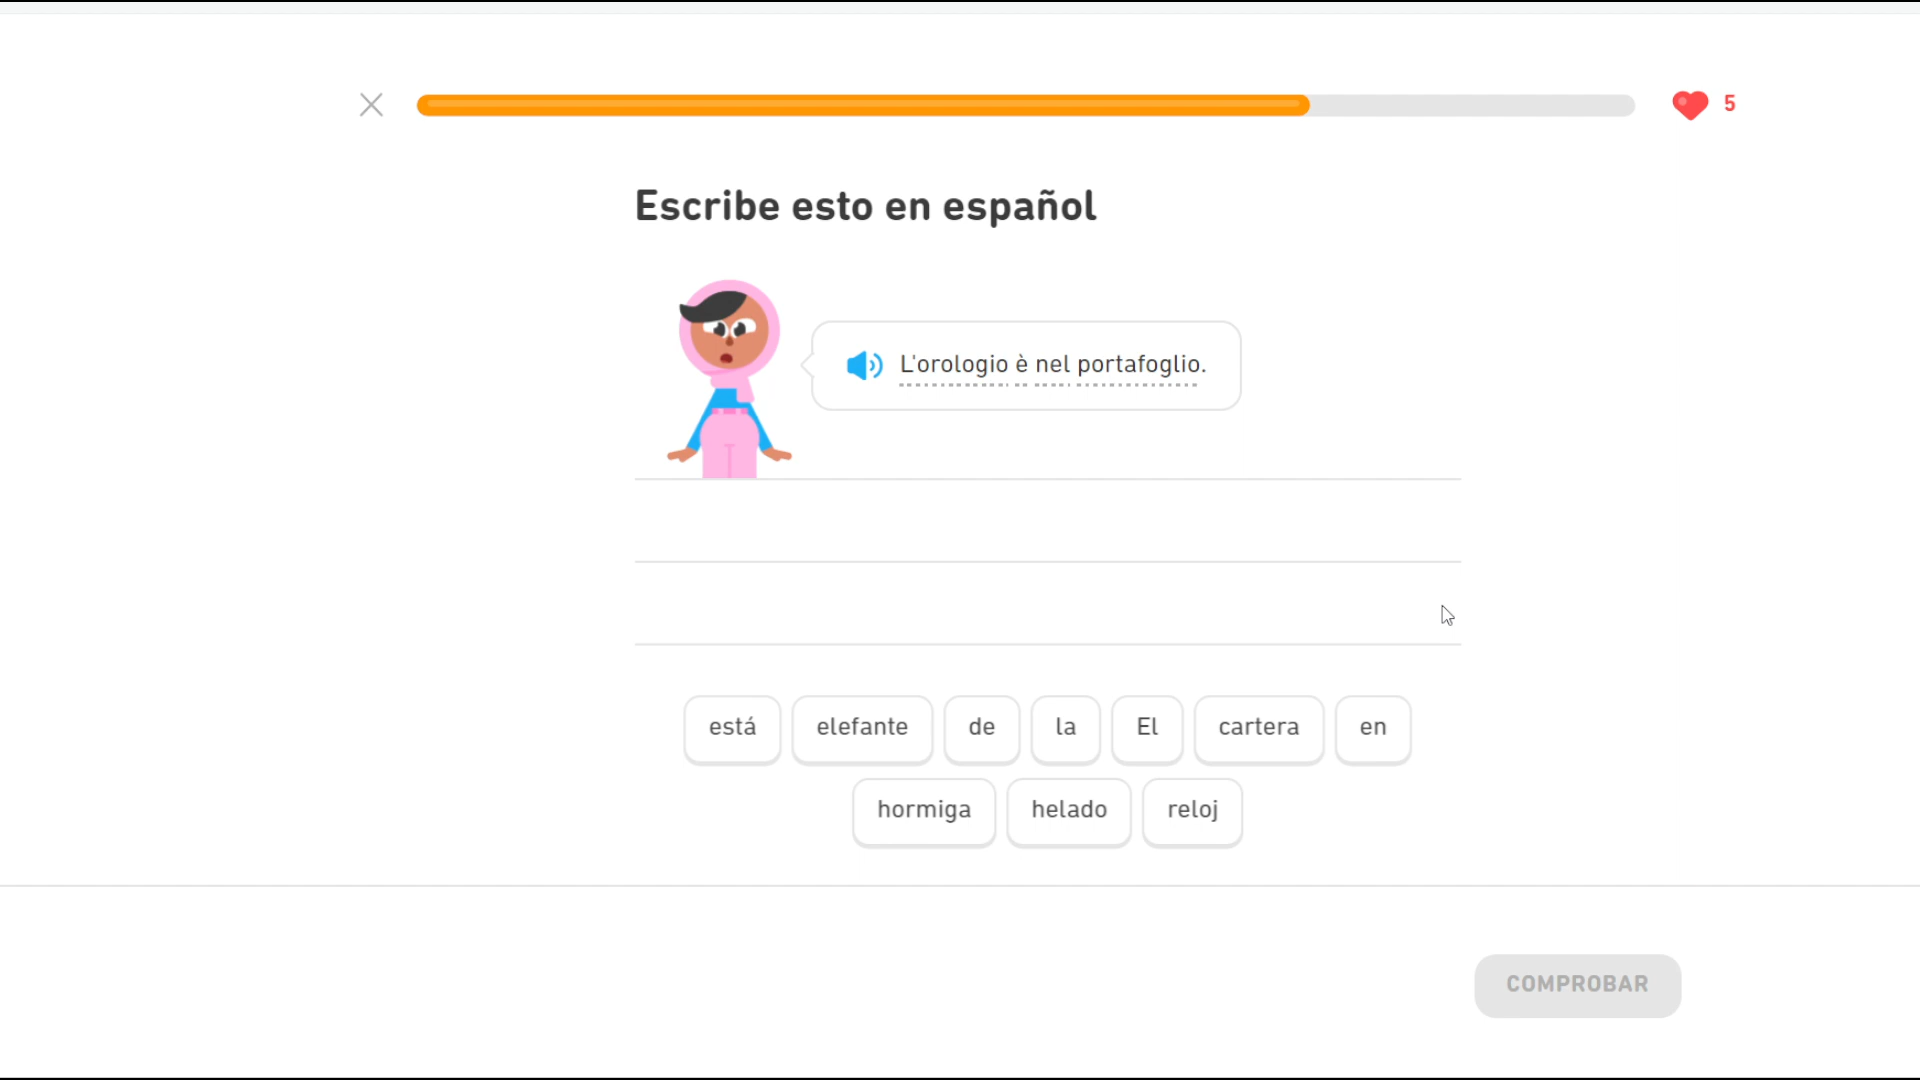 5
Escribe esto en español
L'orologio è nel portafoglio.
está elefante de la El cartera en
hormiga helado reloj
COMPROBAR